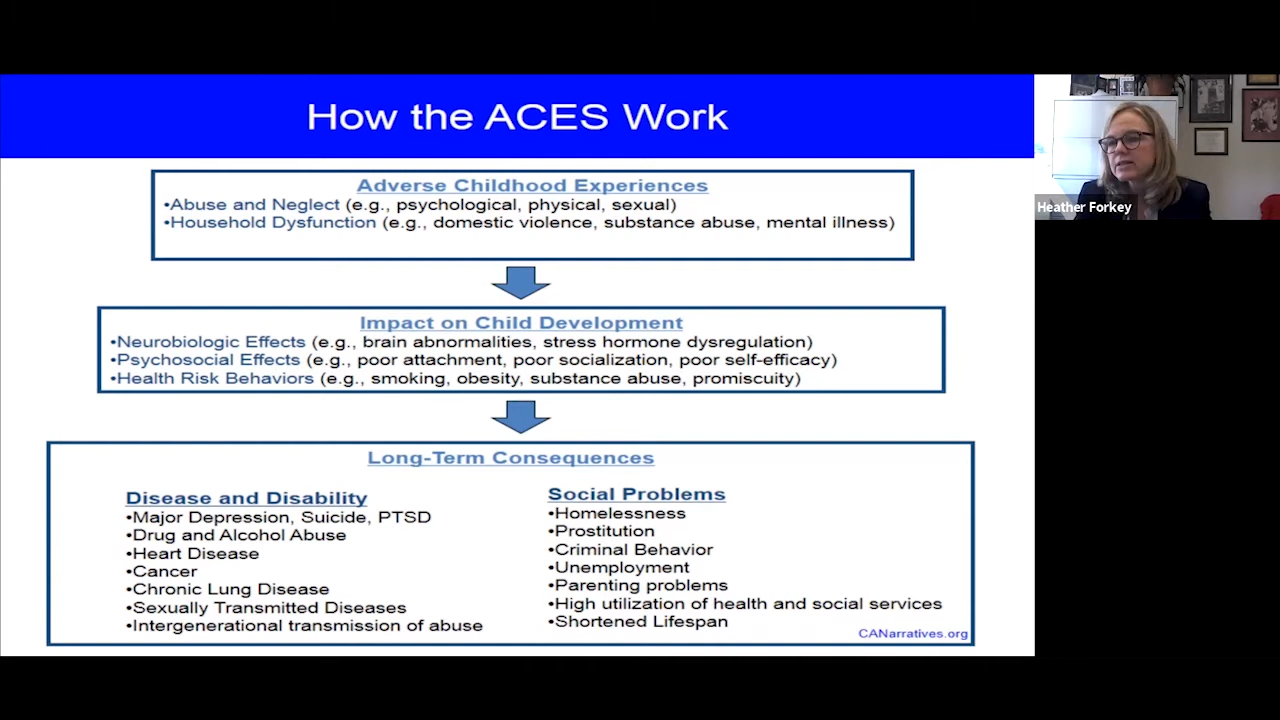 How the ACES Work
Heather Forkey
Adverse Childhood Experiences
•Abuse and Neglect (e.g., psychological, physical, sexual)
•Household Dysfunction (e.g., domestic violence, substance abuse, mental illness)
Impact on Child Development
•Neurobiologic Effects (e.g., brain abnormalities, stress hormone dysregulation)
•Psychosocial Effects (e.g., poor attachment, poor socialization, poor self-efficacy)
•Health Risk Behaviors (e.g., smoking, obesity, substance abuse, promiscuity)
Long-Term Consequences
Disease and Disability
•Major Depression, Suicide, PTSD
•Drug and Alcohol Abuse
•Heart Disease
•Cancer
•Chronic Lung Disease
•Sexually Transmitted Diseases
•Intergenerational transmission of abuse
Social Problems
•Homelessness
•Prostitution
•Criminal Behavior
•Unemployment
•Parenting problems
•High utilization of health and social services
•Shortened Lifespan
CANarratives.org